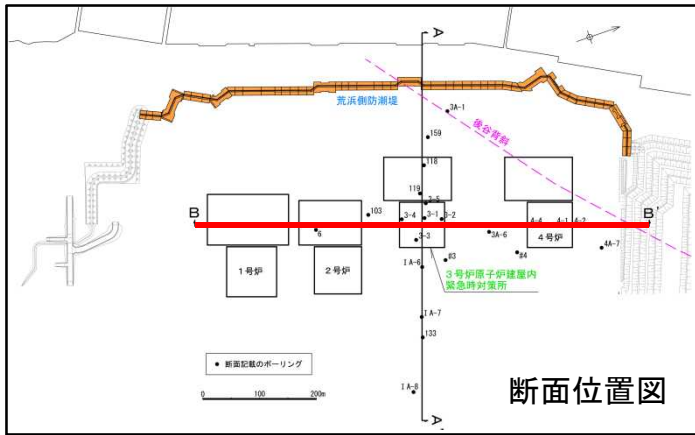 A
荒浜側防潮堤
3A-1
後谷背斜
159
118
119
3-5
B
103
3-4
3-1
3-2
4-4
4-1
4-2
B'
6
3-3
3A-6
4号炉
4A-7
#3
#4
1号炉
2号炉
IA-6
3号炉原子炉建屋内
緊急時対策所
IA-7
133
断面記載のボーリング
IA-8
0 100 200m
断面位置図
A'